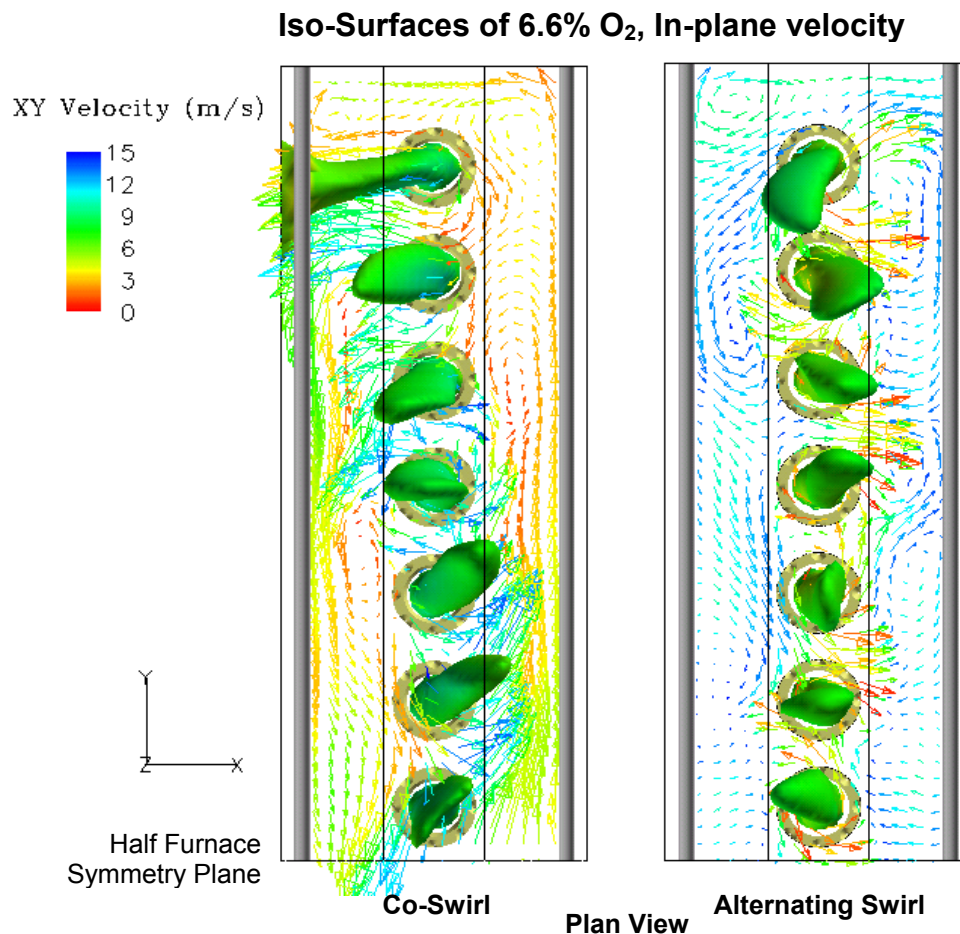 Iso-Surfaces of 6.6% O₂, In-plane velocity
XY Velocity (m/s)
15
12
9
6
3
0
Y
Z
X
Half Furnace
Symmetry Plane
Co-Swirl
Plan View
Alternating Swirl